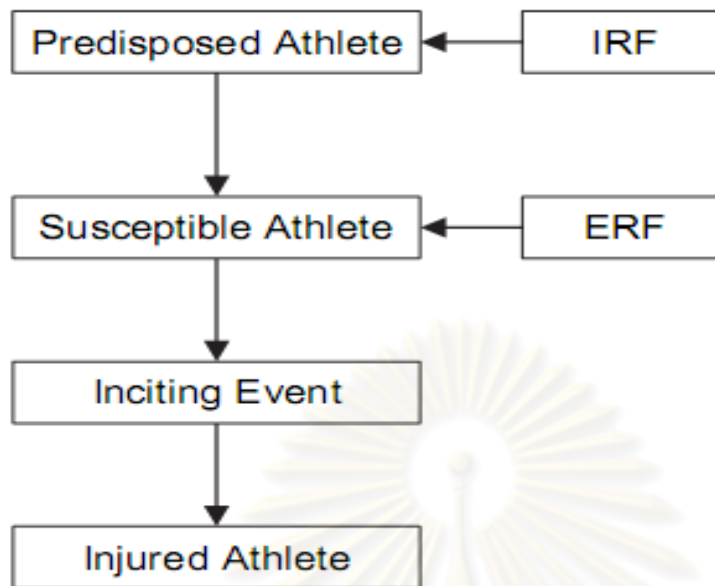 Predisposed Athlete
IRF
Susceptible Athlete
ERF
Inciting Event
Injured Athlete